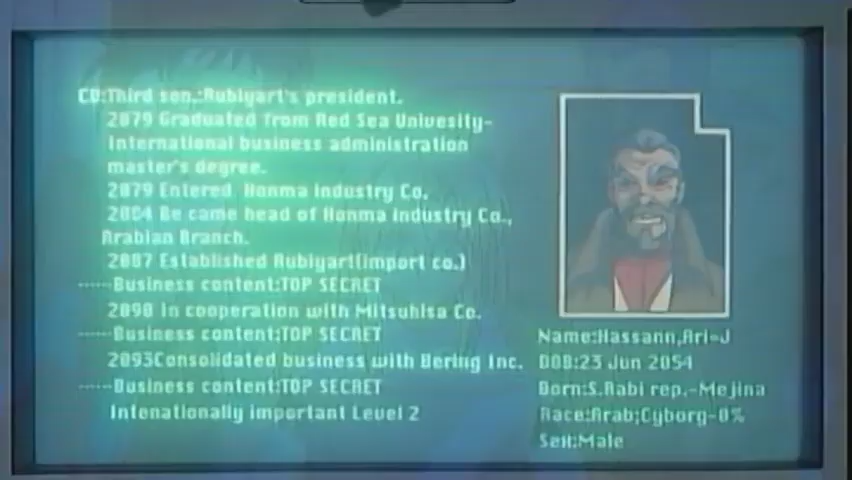 CD:Third son,:Rubiyart's president.
2079 Graduated from Red Sea Univesity-
International business administration
master's degree.
2079 Entered Honma Industry Co.
2084 Be came head of Honma Industry Co.,
Arabian Branch.
2087 Established Rubiyart(import co.)
-----Business content:TOP SECRET
2090 In cooperation with Mitsuhisa Co.
-----Business content:TOP SECRET
2093Consolidated business with Bering Inc.
-----Business content:TOP SECRET
Intenationally important Level 2
Name:Hassann,Ari=J
DOB:23 Jun 2054
Born:S.Rabi rep.-Mejina
Race:Arab;Cyborg-0%
Sex:Male